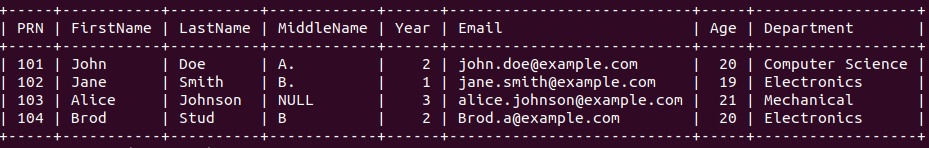 +-----+-----------+----------+------------+------+---------------------------+------+------------------+
| PRN | FirstName | LastName | MiddleName | Year | Email                     | Age  | Department       |
+-----+-----------+----------+------------+------+---------------------------+------+------------------+
| 101 | John      | Doe      | A.         |    2 | john.doe@example.com      |   20 | Computer Science |
| 102 | Jane      | Smith    | B.         |    1 | jane.smith@example.com    |   19 | Electronics      |
| 103 | Alice     | Johnson  | NULL       |    3 | alice.johnson@example.com |   21 | Mechanical       |
| 104 | Brod      | Stud     | B          |    2 | Brod.a@example.com        |   20 | Electronics      |
+-----+-----------+----------+------------+------+---------------------------+------+------------------+